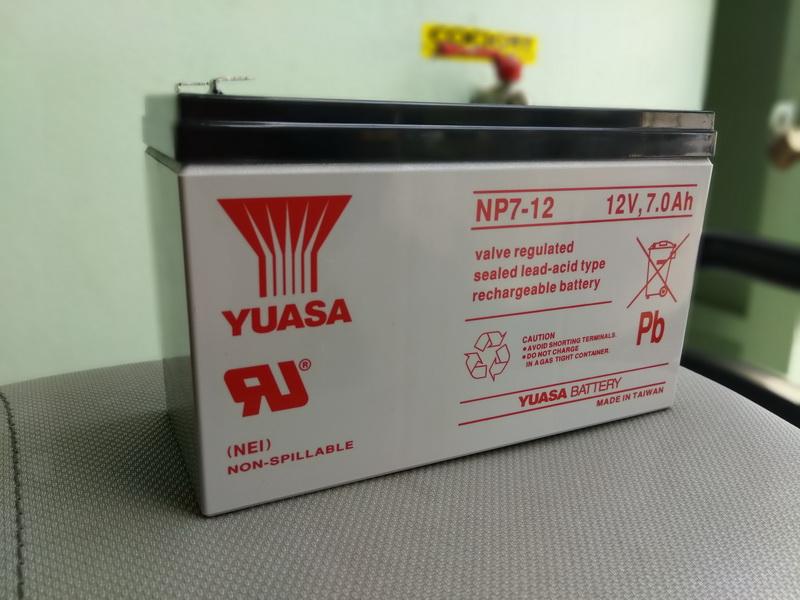 YUASA
RU®
(NEI)
NON-SPILLABLE
NP7-12 12V, 7.0Ah
valve regulated
sealed lead-acid type
rechargeable battery
Pb
CAUTION
• AVOID SHORTING TERMINALS.
• DO NOT CHARGE
IN A GAS TIGHT CONTAINER.
YUASA BATTERY
MADE IN TAIWAN